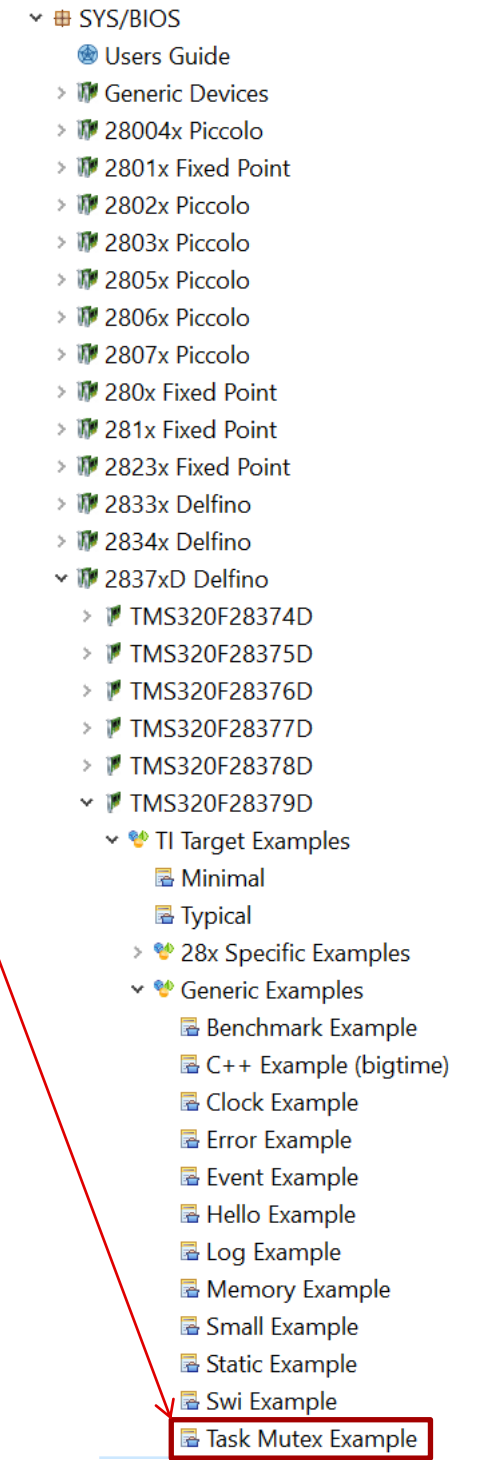 SYS/BIOS
Users Guide
Generic Devices
28004x Piccolo
2801x Fixed Point
2802x Piccolo
2803x Piccolo
2805x Piccolo
2806x Piccolo
2807x Piccolo
280x Fixed Point
281x Fixed Point
2823x Fixed Point
2833x Delfino
2834x Delfino
2837xD Delfino
TMS320F28374D
TMS320F28375D
TMS320F28376D
TMS320F28377D
TMS320F28378D
TMS320F28379D
TI Target Examples
Minimal
Typical
28x Specific Examples
Generic Examples
Benchmark Example
C++ Example (bigtime)
Clock Example
Error Example
Event Example
Hello Example
Log Example
Memory Example
Small Example
Static Example
Swi Example
Task Mutex Example